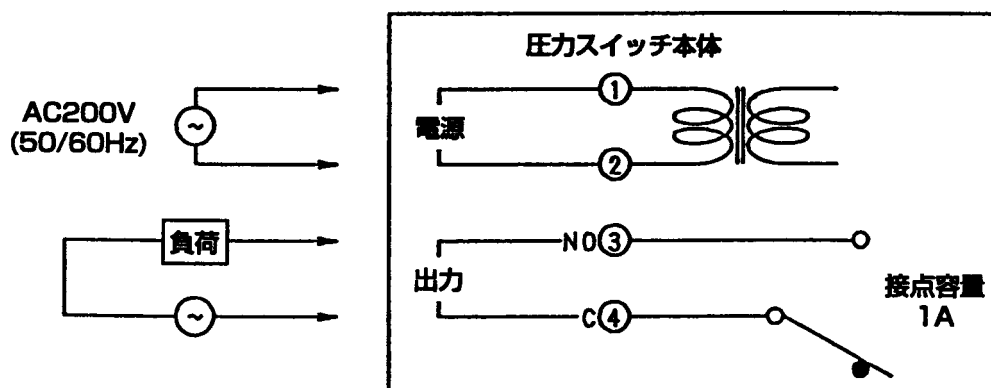 圧力スイッチ本体
AC200V
(50/60Hz)
~
電源
①
②
負荷
~
出力
NO③
C④
接点容量
1A